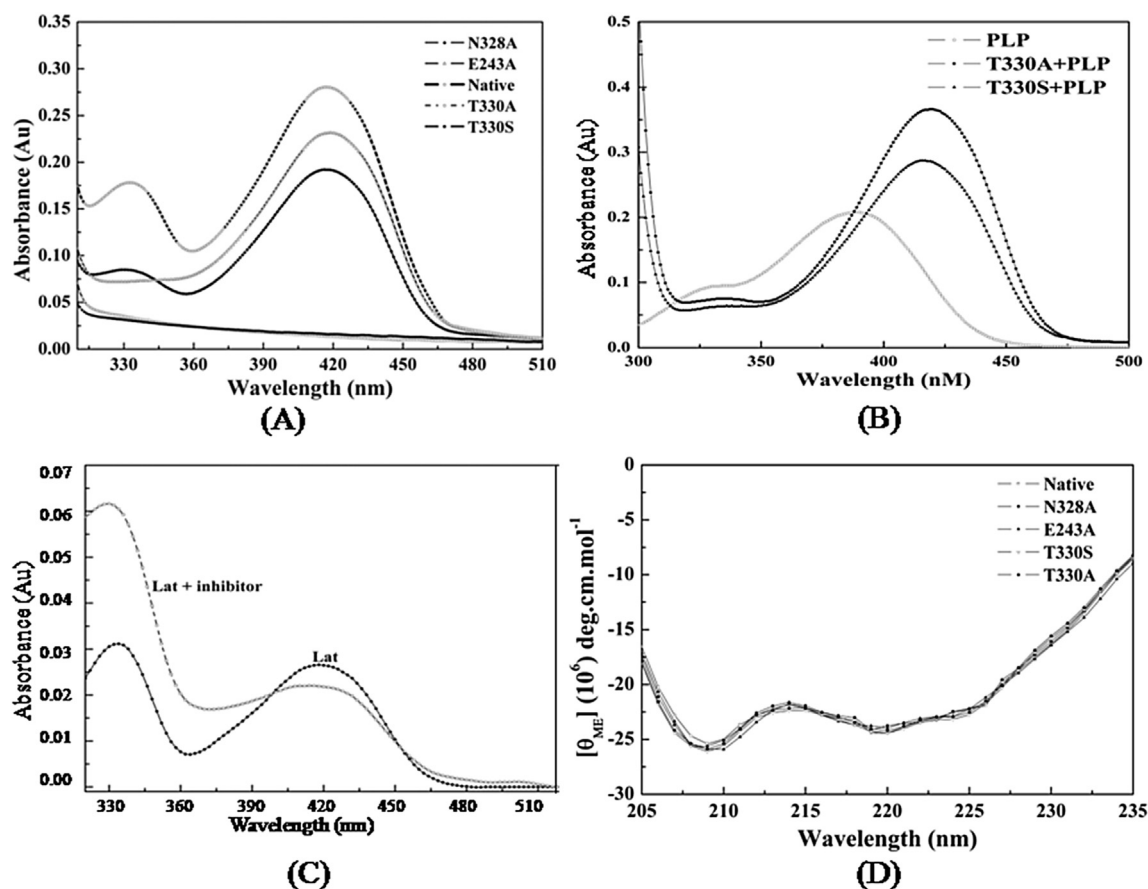 0.35
0.30
0.25
0.20
0.15
0.10
0.05
0.00
Absorbance (Au)
N328A
E243A
Native
T330A
T330S
330 360 390 420 450 480 510
Wavelength (nm)
(A)
0.5
0.4
0.3
0.2
0.1
0.0
Absorbance (Au)
PLP
T330A+PLP
T330S+PLP
300 350 400 450 500
Wavelength (nM)
(B)
0.07
0.06
0.05
0.04
0.03
0.02
0.01
0.00
Absorbance (Au)
Lat + inhibitor
Lat
330 360 390 420 450 480
Wavelength (nm)
(C)
0
-5
-10
-15
-20
-25
-30
[θME] (10⁶) deg.cm.mol⁻¹
Native
N328A
E243A
T330S
T330A
205 210 215 220 225 230 235
Wavelength (nm)
(D)